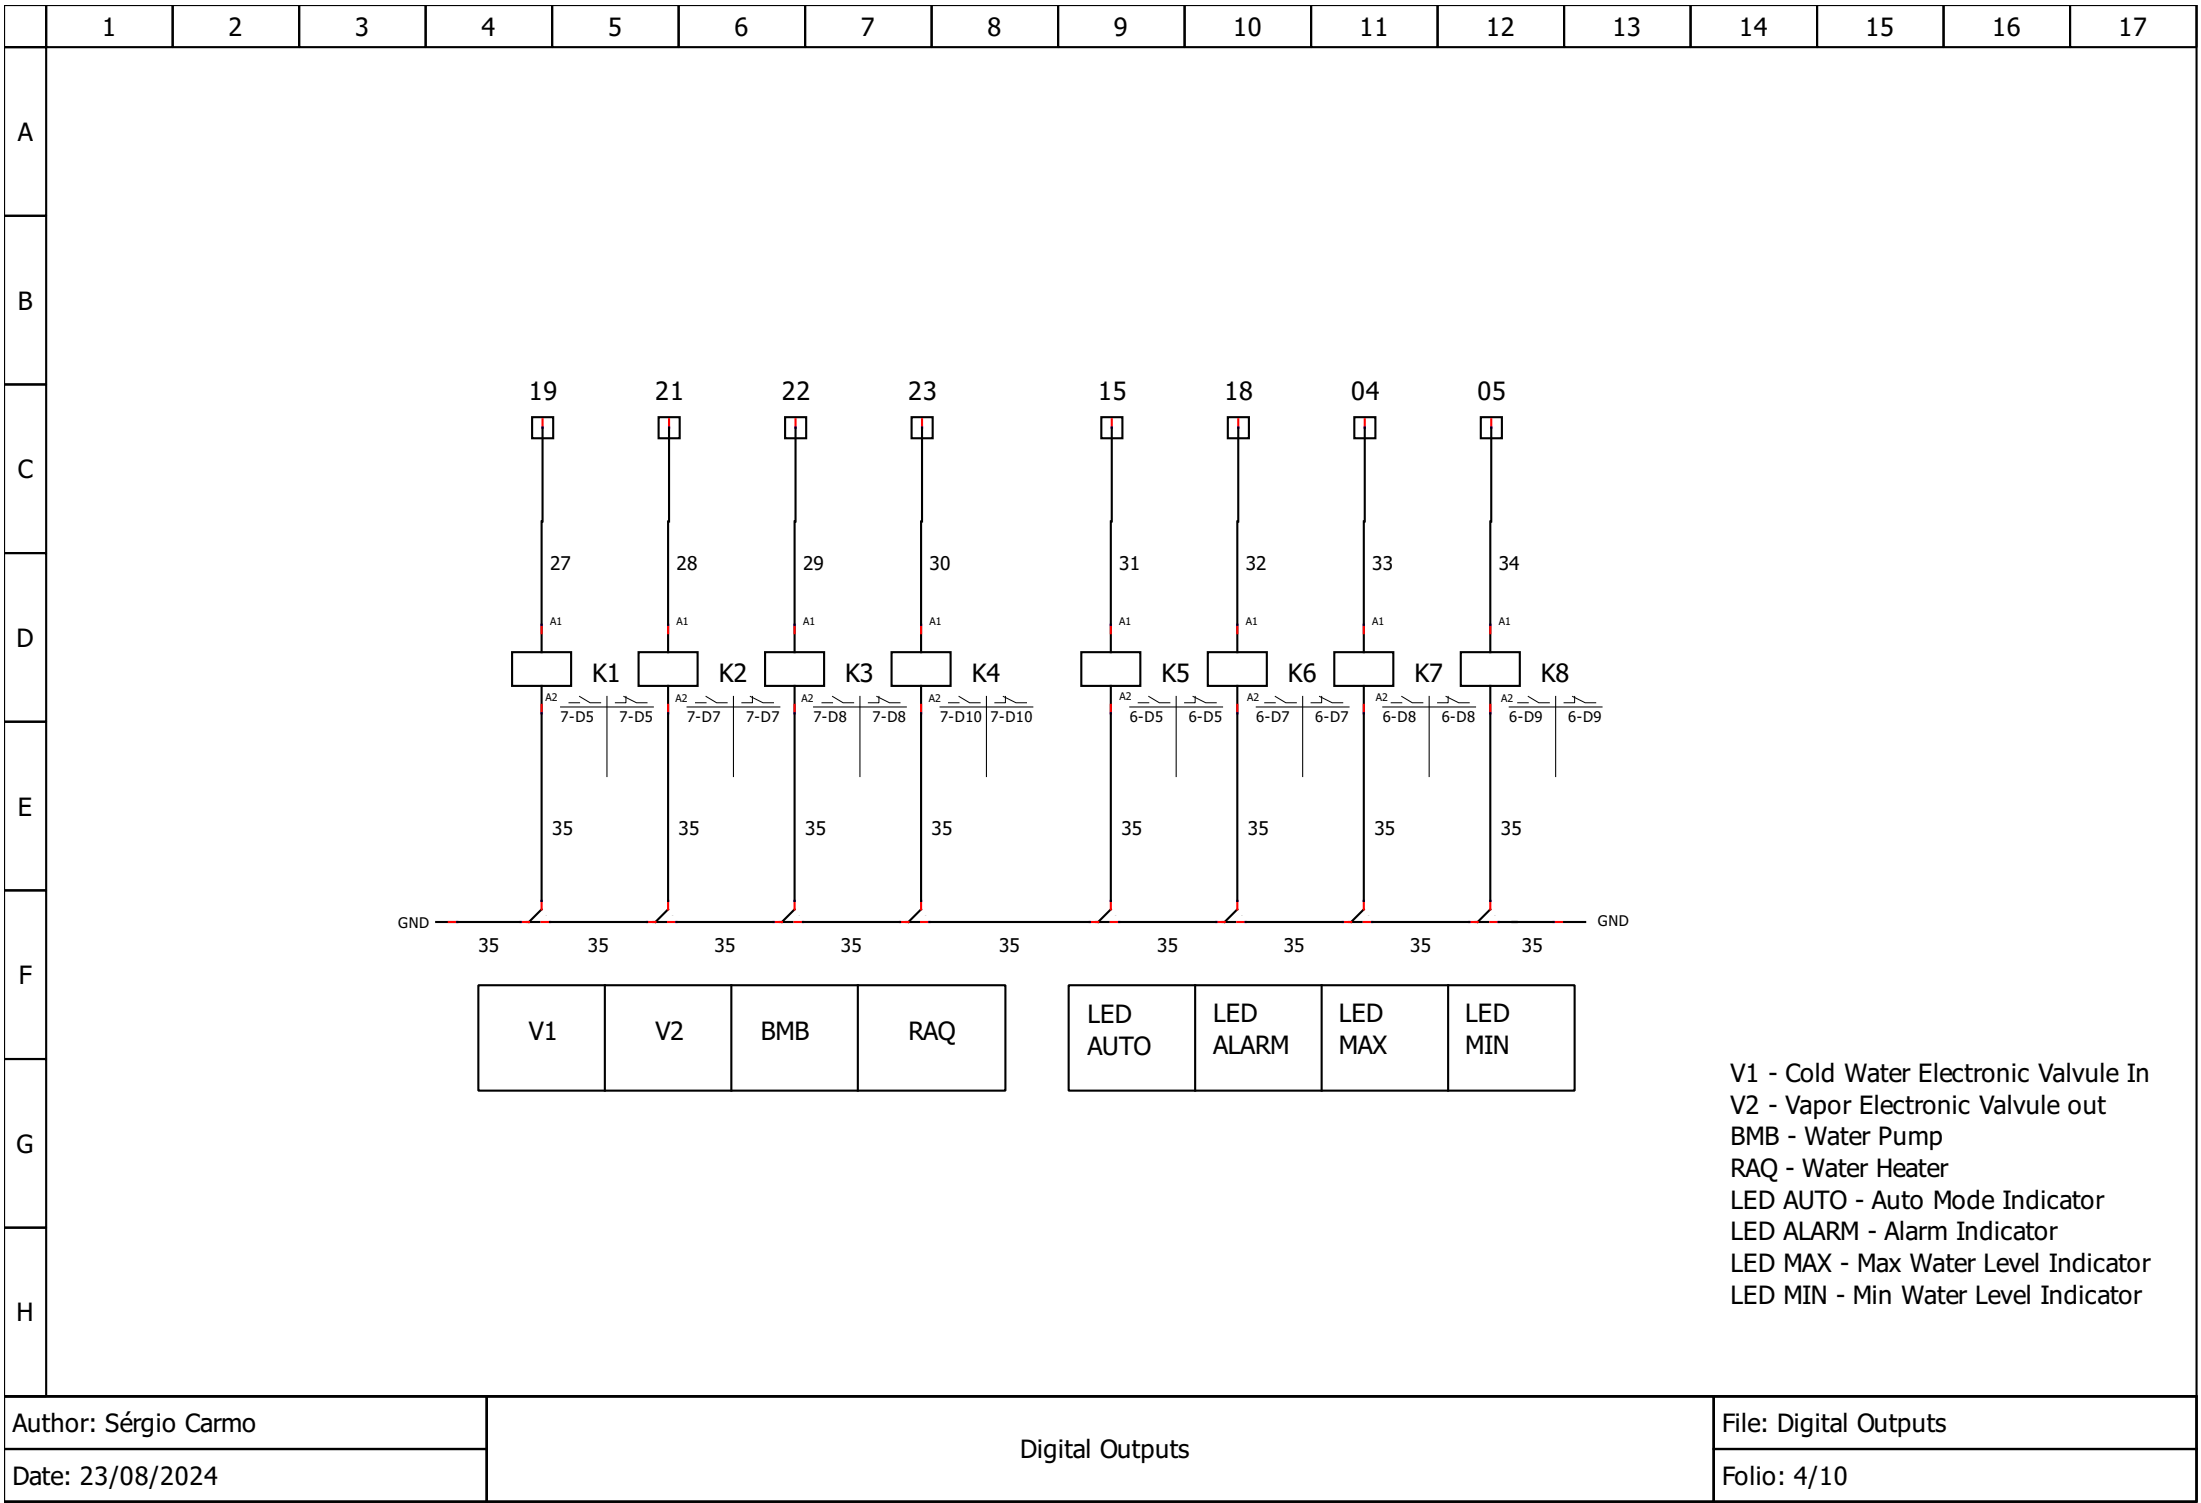 1 2 3 4 5 6 7 8 9 10 11 12 13 14 15 16 17
A
B
C
D
E
F
G
H
19 21 22 23 15 18 04 05
27 28 29 30 31 32 33 34
A1 A1 A1 A1 A1 A1 A1 A1
K1 K2 K3 K4 K5 K6 K7 K8
A2 A2 A2 A2 A2 A2 A2 A2
7-D5 7-D5 7-D7 7-D7 7-D8 7-D8 7-D10 7-D10 6-D5 6-D5 6-D7 6-D7 6-D8 6-D8 6-D9 6-D9
35 35 35 35 35 35 35 35
GND GND
35 35 35 35 35 35 35 35 35
V1 V2 BMB RAQ
LED AUTO
LED ALARM
LED MAX
LED MIN
V1 - Cold Water Electronic Valvule In
V2 - Vapor Electronic Valvule out
BMB - Water Pump
RAQ - Water Heater
LED AUTO - Auto Mode Indicator
LED ALARM - Alarm Indicator
LED MAX - Max Water Level Indicator
LED MIN - Min Water Level Indicator
Author: Sérgio Carmo
Date: 23/08/2024
Digital Outputs
File: Digital Outputs
Folio: 4/10